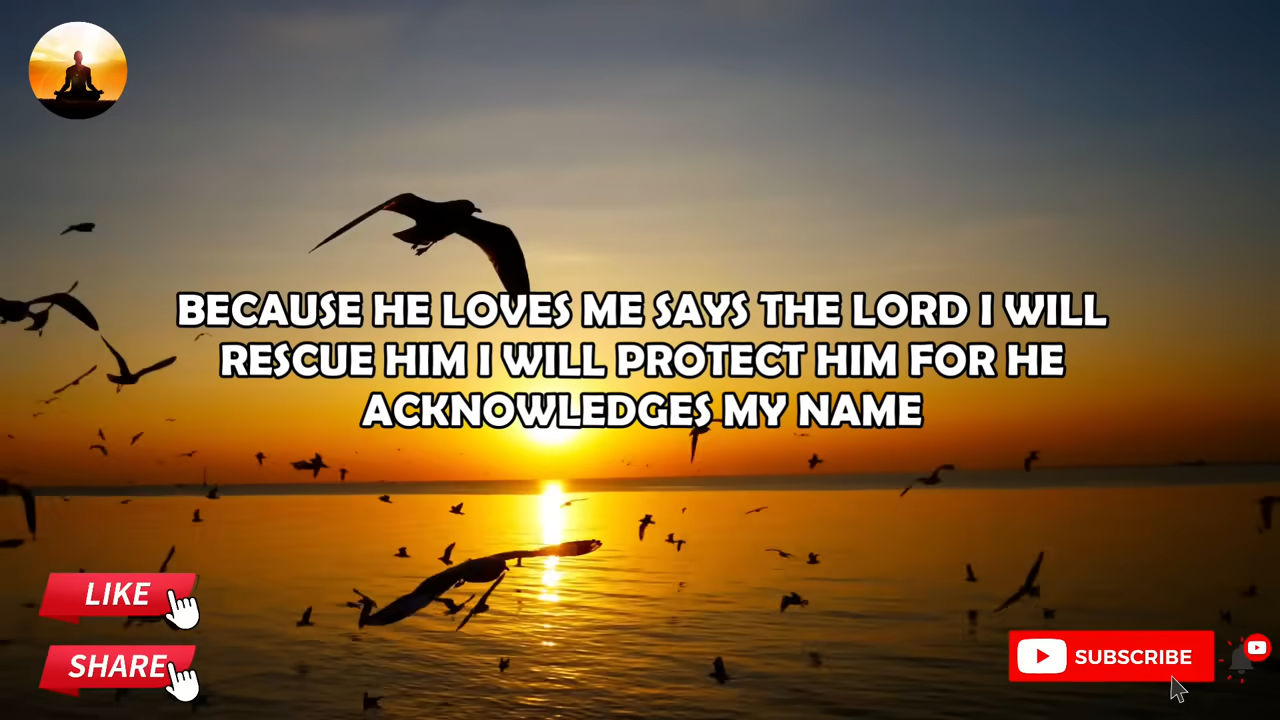 BECAUSE HE LOVES ME SAYS THE LORD I WILL
RESCUE HIM I WILL PROTECT HIM FOR HE
ACKNOWLEDGES MY NAME
LIKE
SHARE
SUBSCRIBE